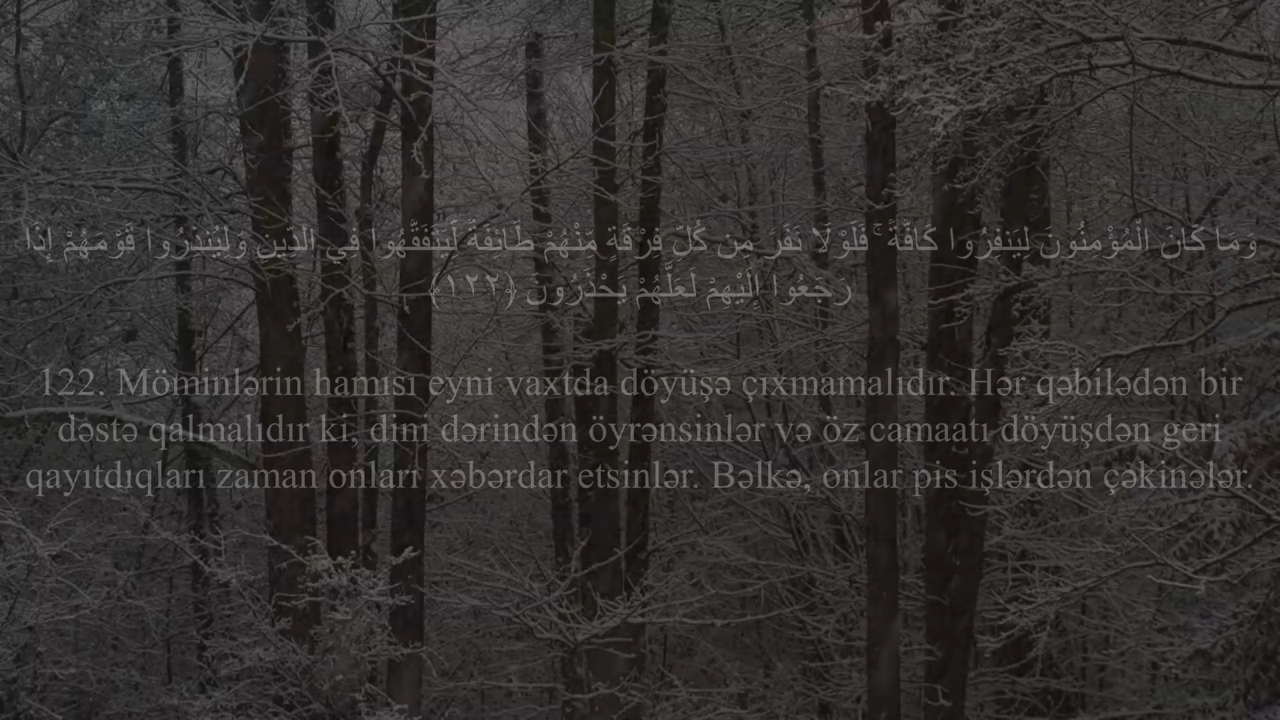 وَمَا كَانَ الْمُؤْمِنُونَ لِيَنفِرُوا كَافَّةً ۚ فَلَوْلَا نَفَرَ مِن كُلِّ فِرْقَةٍ مِّنْهُمْ طَائِفَةٌ لِّيَتَفَقَّهُوا فِي الدِّينِ وَلِيُنذِرُوا قَوْمَهُمْ إِذَا
رَجَعُوا إِلَيْهِمْ لَعَلَّهُمْ يَحْذَرُونَ ﴿١٢٢﴾
122. Möminlərin hamısı eyni vaxtda döyüşə çıxmamalıdır. Hər qəbilədən bir
dəstə qalmalıdır ki, dini dərindən öyrənsinlər və öz camaatı döyüşdən geri
qayıtdıqları zaman onları xəbərdar etsinlər. Bəlkə, onlar pis işlərdən çəkinələr.